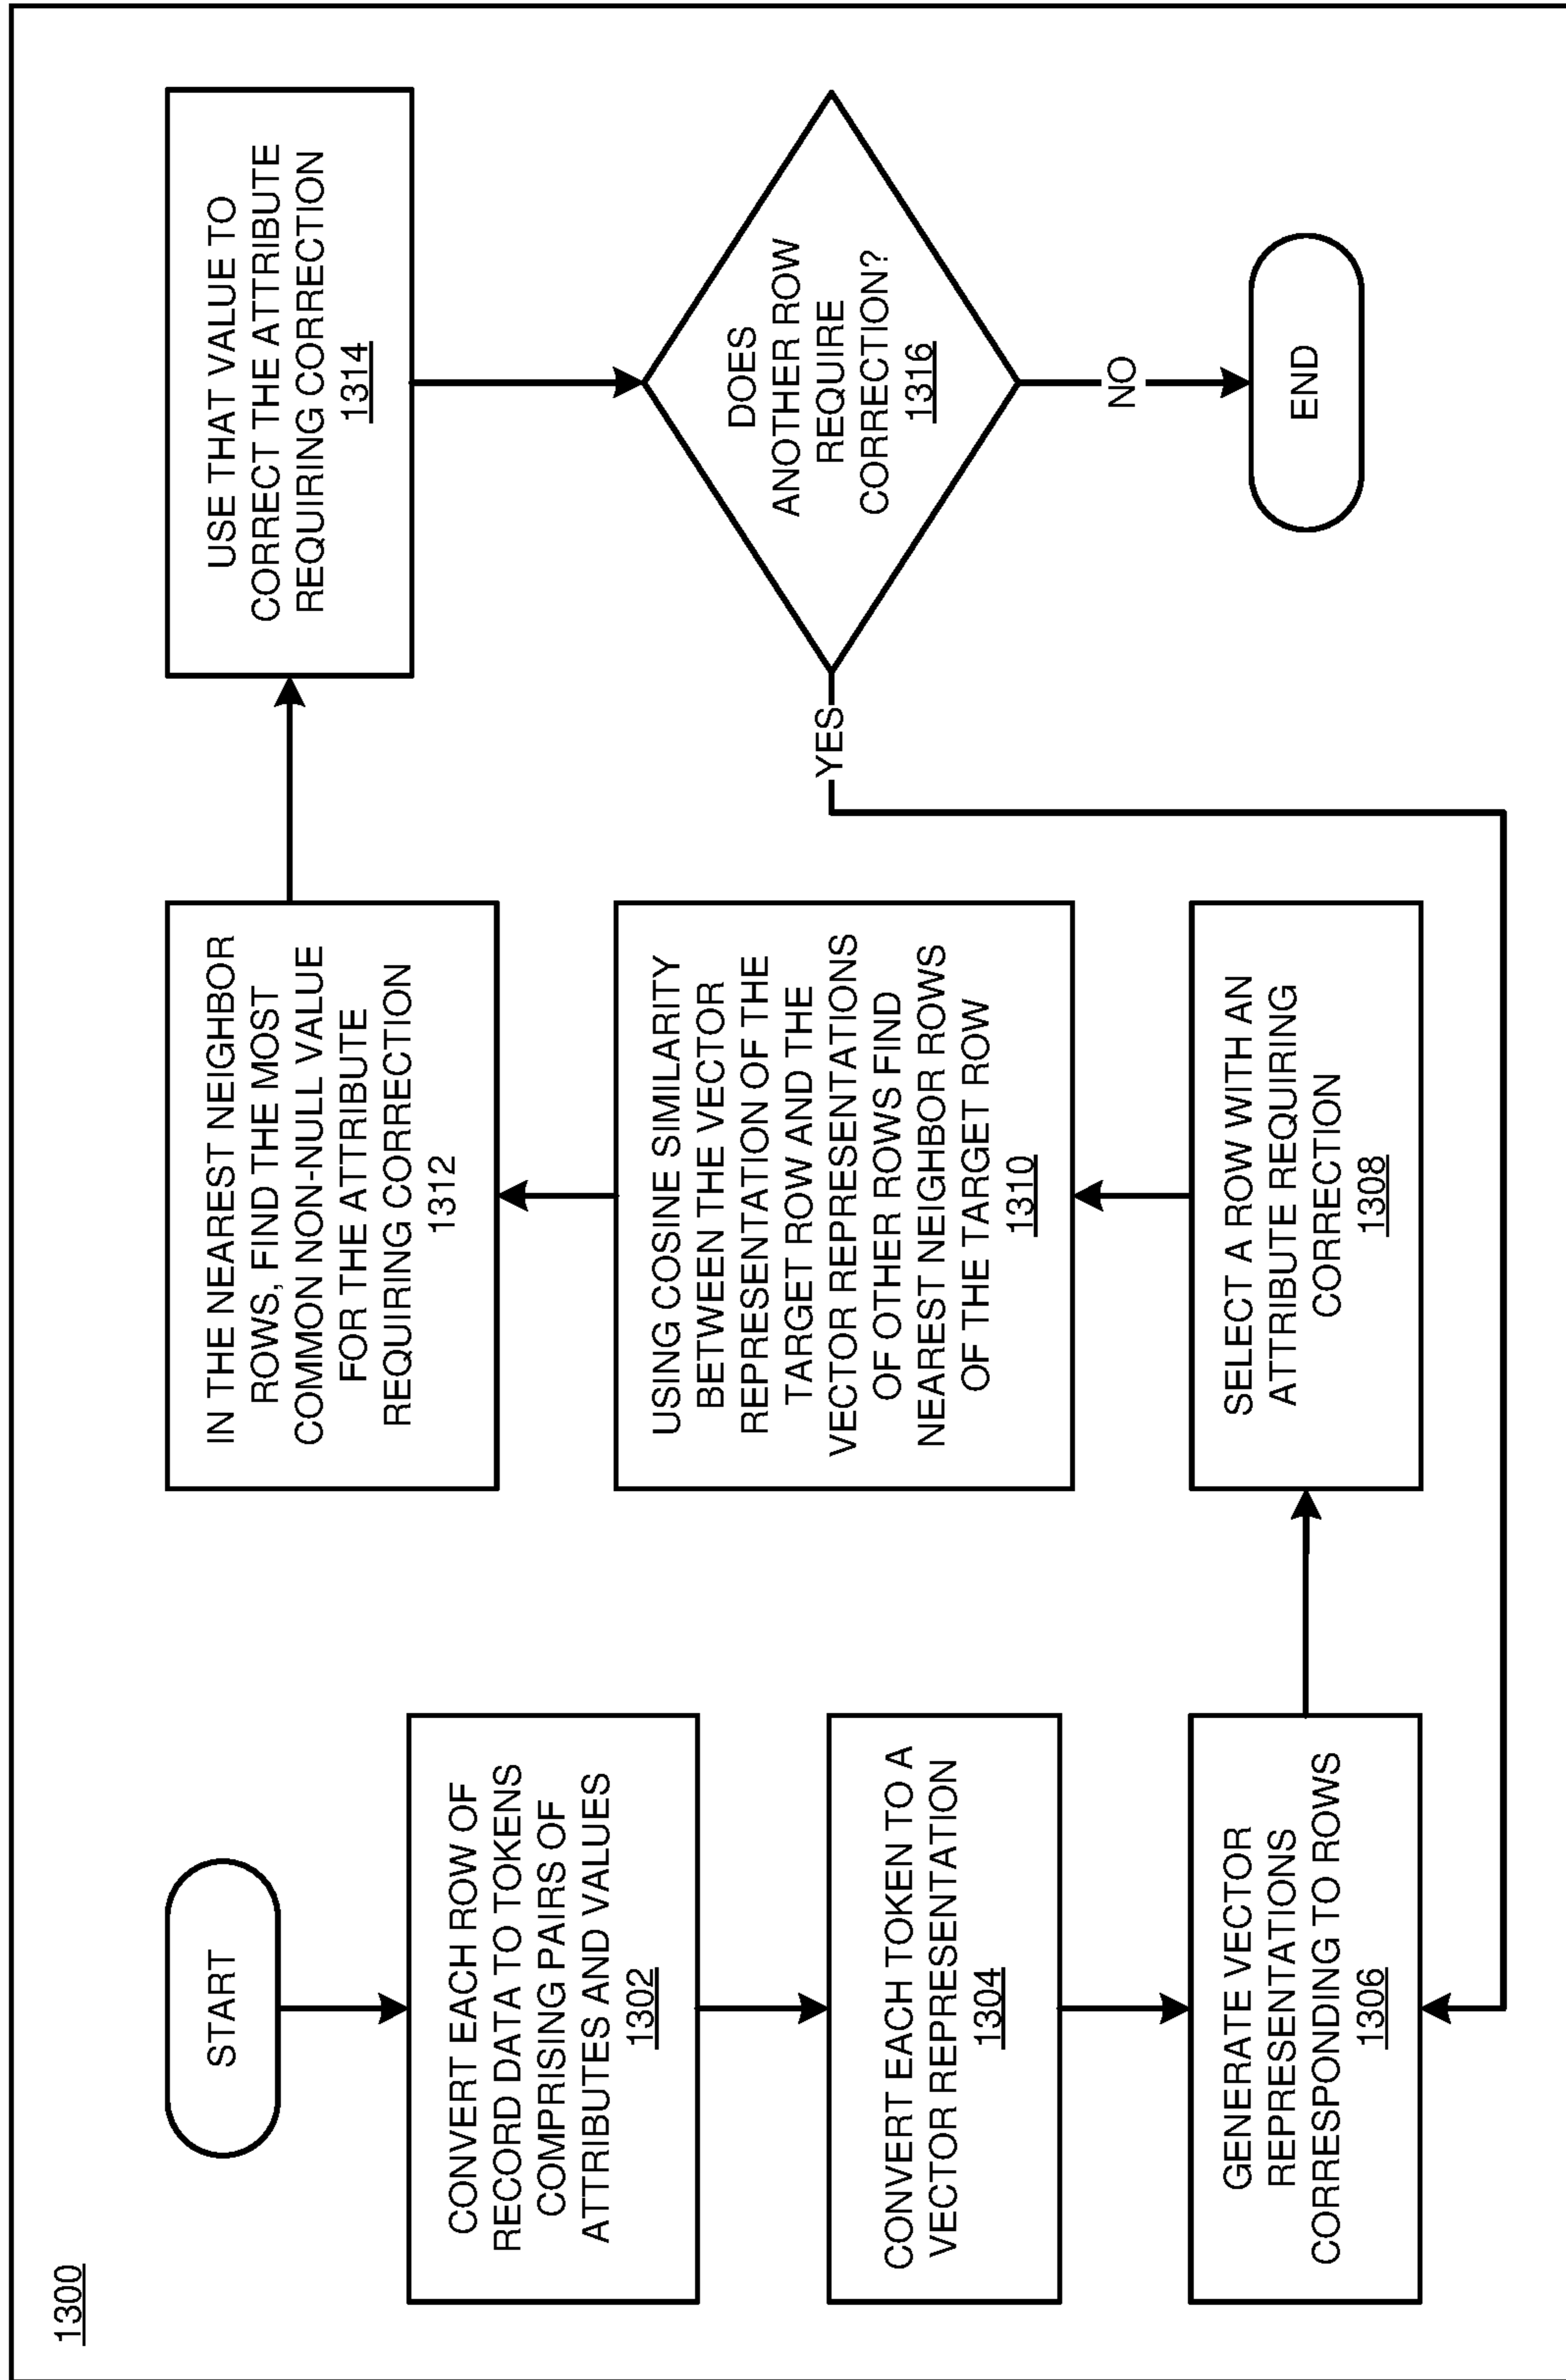 1300
START
CONVERT EACH ROW OF
RECORD DATA TO TOKENS
COMPRISING PAIRS OF
ATTRIBUTES AND VALUES
1302
CONVERT EACH TOKEN TO A
VECTOR REPRESENTATION
1304
GENERATE VECTOR
REPRESENTATIONS
CORRESPONDING TO ROWS
1306
SELECT A ROW WITH AN
ATTRIBUTE REQUIRING
CORRECTION
1308
USING COSINE SIMILARITY
BETWEEN THE VECTOR
REPRESENTATION OF THE
TARGET ROW AND THE
VECTOR REPRESENTATIONS
OF OTHER ROWS FIND
NEAREST NEIGHBOR ROWS
OF THE TARGET ROW
1310
IN THE NEAREST NEIGHBOR
ROWS, FIND THE MOST
COMMON NON-NULL VALUE
FOR THE ATTRIBUTE
REQUIRING CORRECTION
1312
USE THAT VALUE TO
CORRECT THE ATTRIBUTE
REQUIRING CORRECTION
1314
DOES
ANOTHER ROW
REQUIRE
CORRECTION?
1316
YES
NO
END